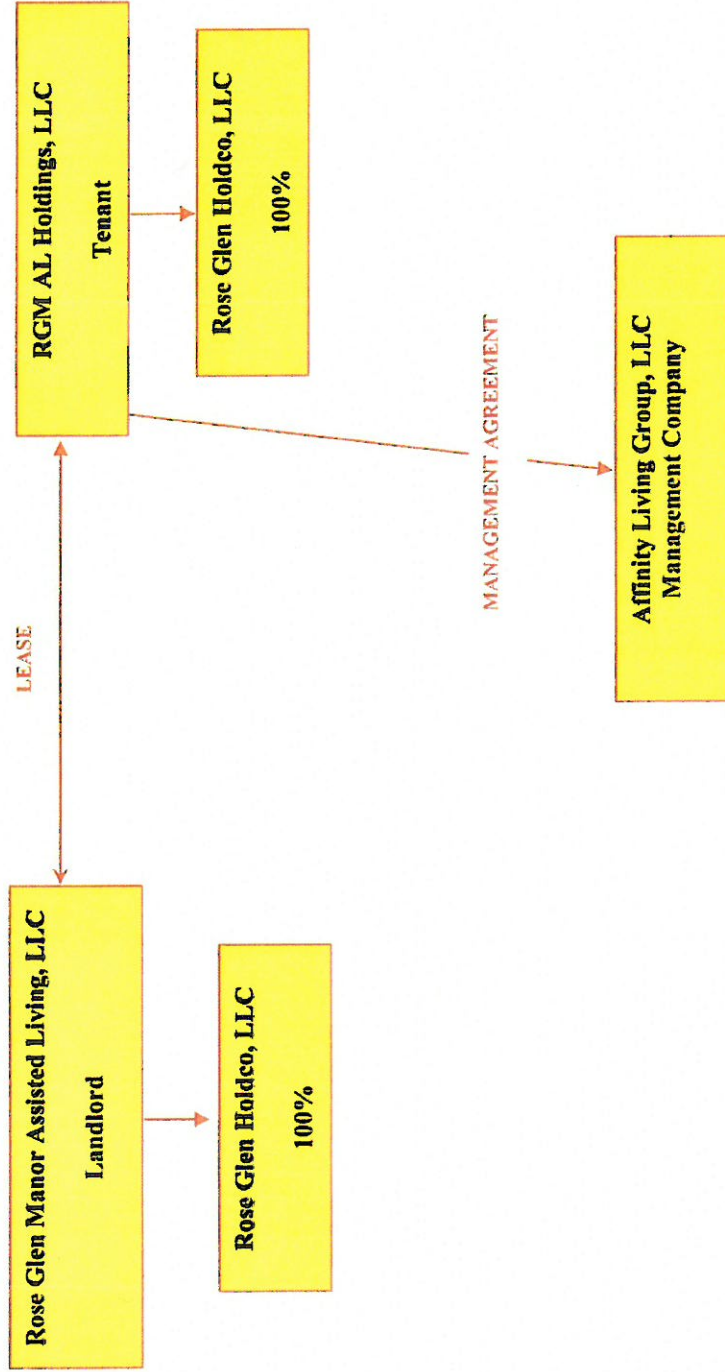 LEASE
Rose Glen Manor Assisted Living, LLC
Landlord
Rose Glen Holdco, LLC
100%
RGM AL Holdings, LLC
Tenant
Rose Glen Holdco, LLC
100%
MANAGEMENT AGREEMENT
Affinity Living Group, LLC
Management Company